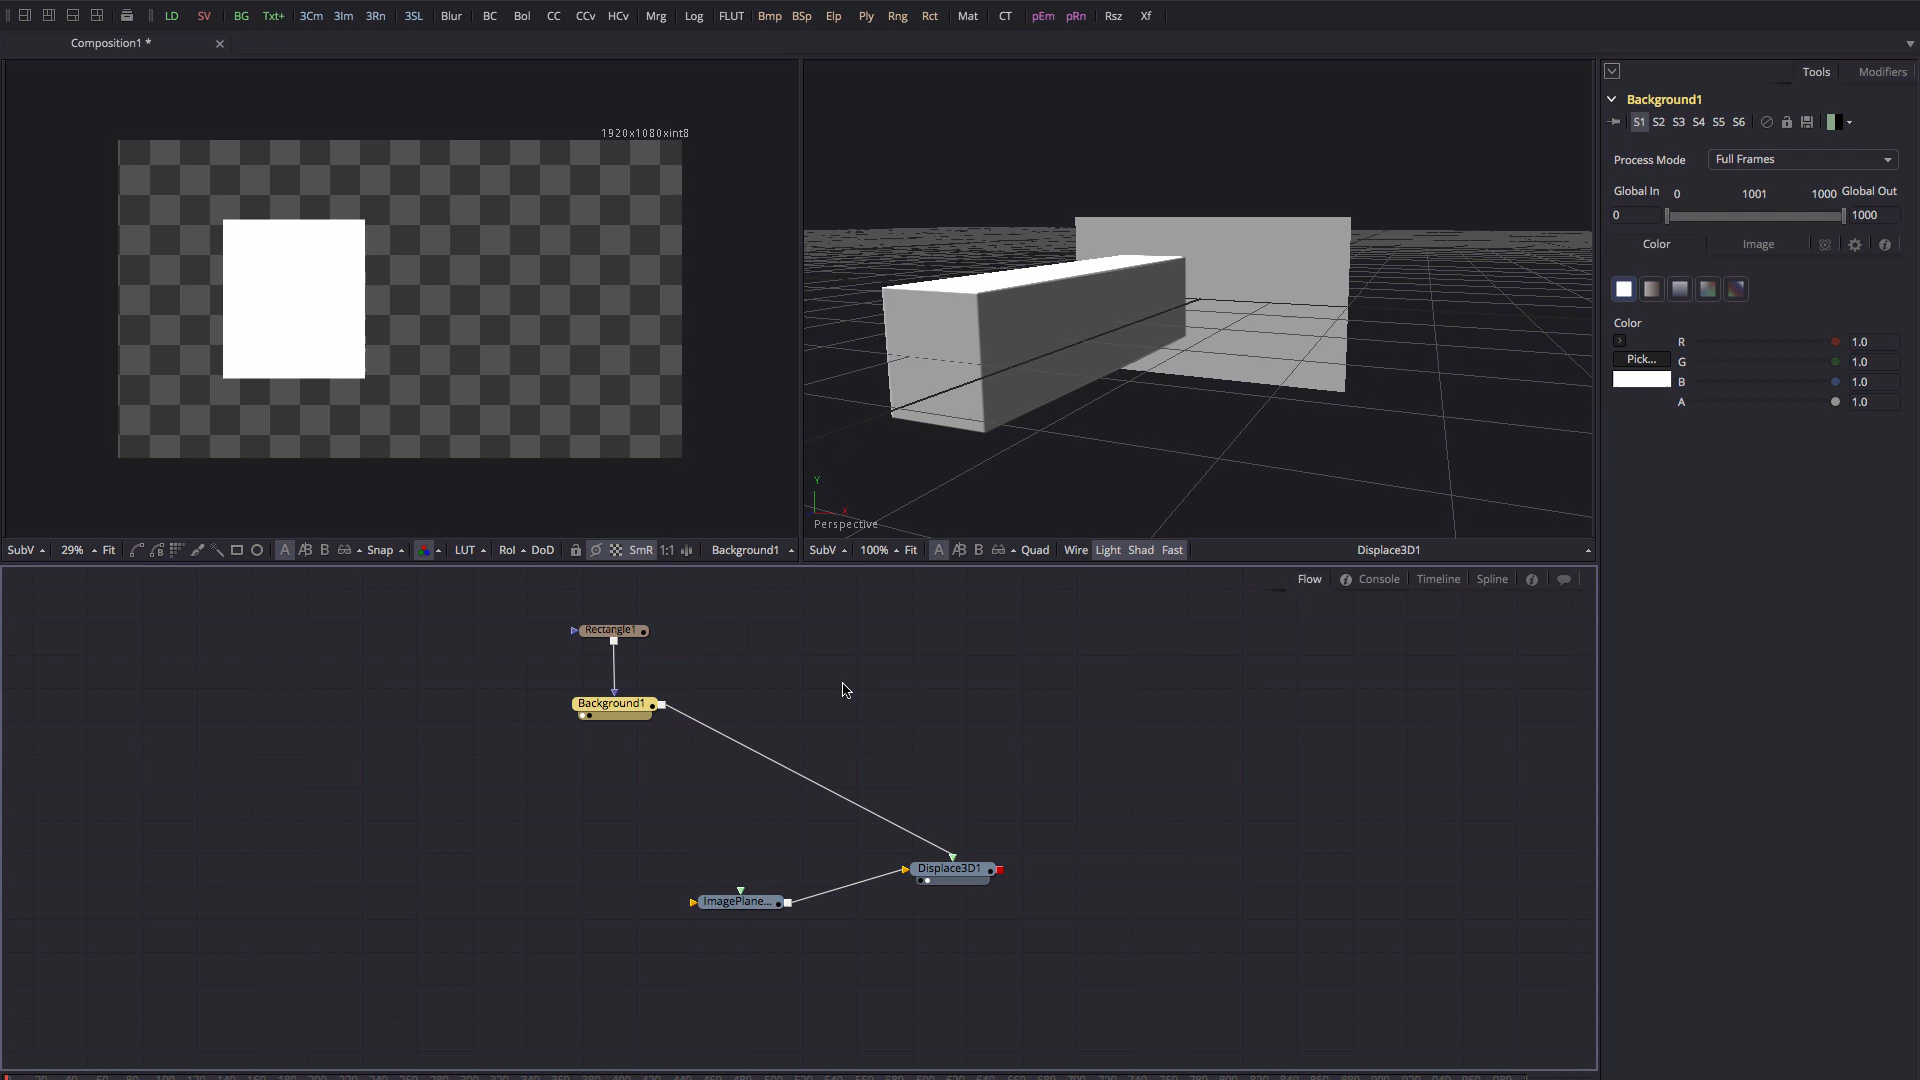 LD SV BG Txt+ 3Cm 3Im 3Rn 3SL Blur BC Bol CC CCv HCv Mrg Log FLUT Bmp BSp Elp Ply Rng Rct Mat CT pEm pRn Rsz Xf
Composition1 *
Tools Modifiers
Background1
S1 S2 S3 S4 S5 S6
1920x1080xint8
Process Mode Full Frames
Global In 0 1001 1000 Global Out
0 1000
Color Image
Color
R 1.0
Pick... G 1.0
B 1.0
A 1.0
Y
X
Perspective
SubV 29% Fit A A|B B Snap LUT RoI DoD SmR 1:1 Background1
SubV 100% Fit A A|B B Quad Wire Light Shad Fast Displace3D1
Flow Console Timeline Spline
Rectangle1
Background1
Displace3D1
ImagePlane...